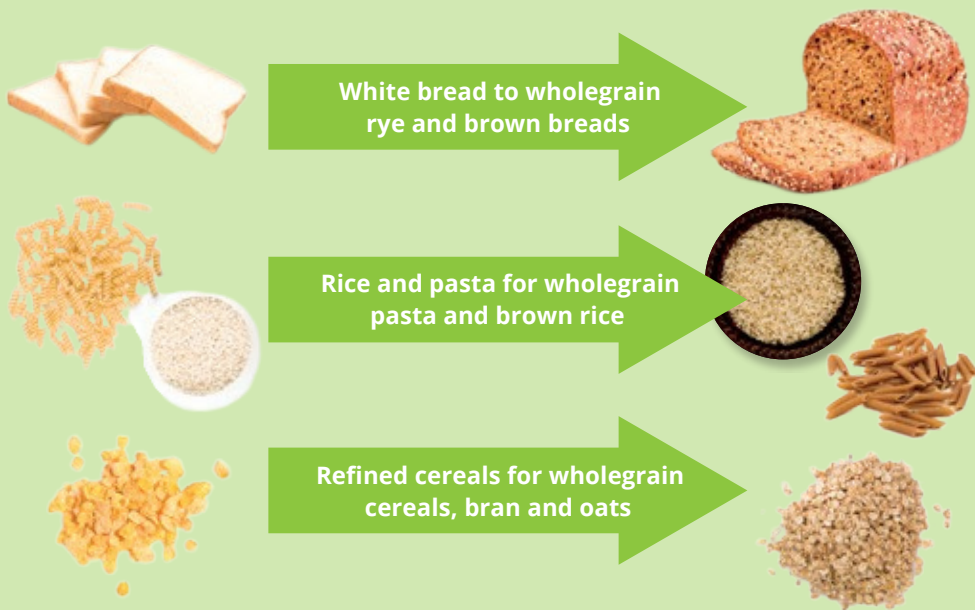 White bread to wholegrain
rye and brown breads
Rice and pasta for wholegrain
pasta and brown rice
Refined cereals for wholegrain
cereals, bran and oats